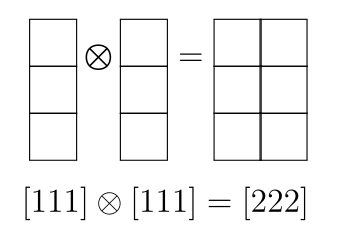 ⊗ =
[111] ⊗ [111] = [222]